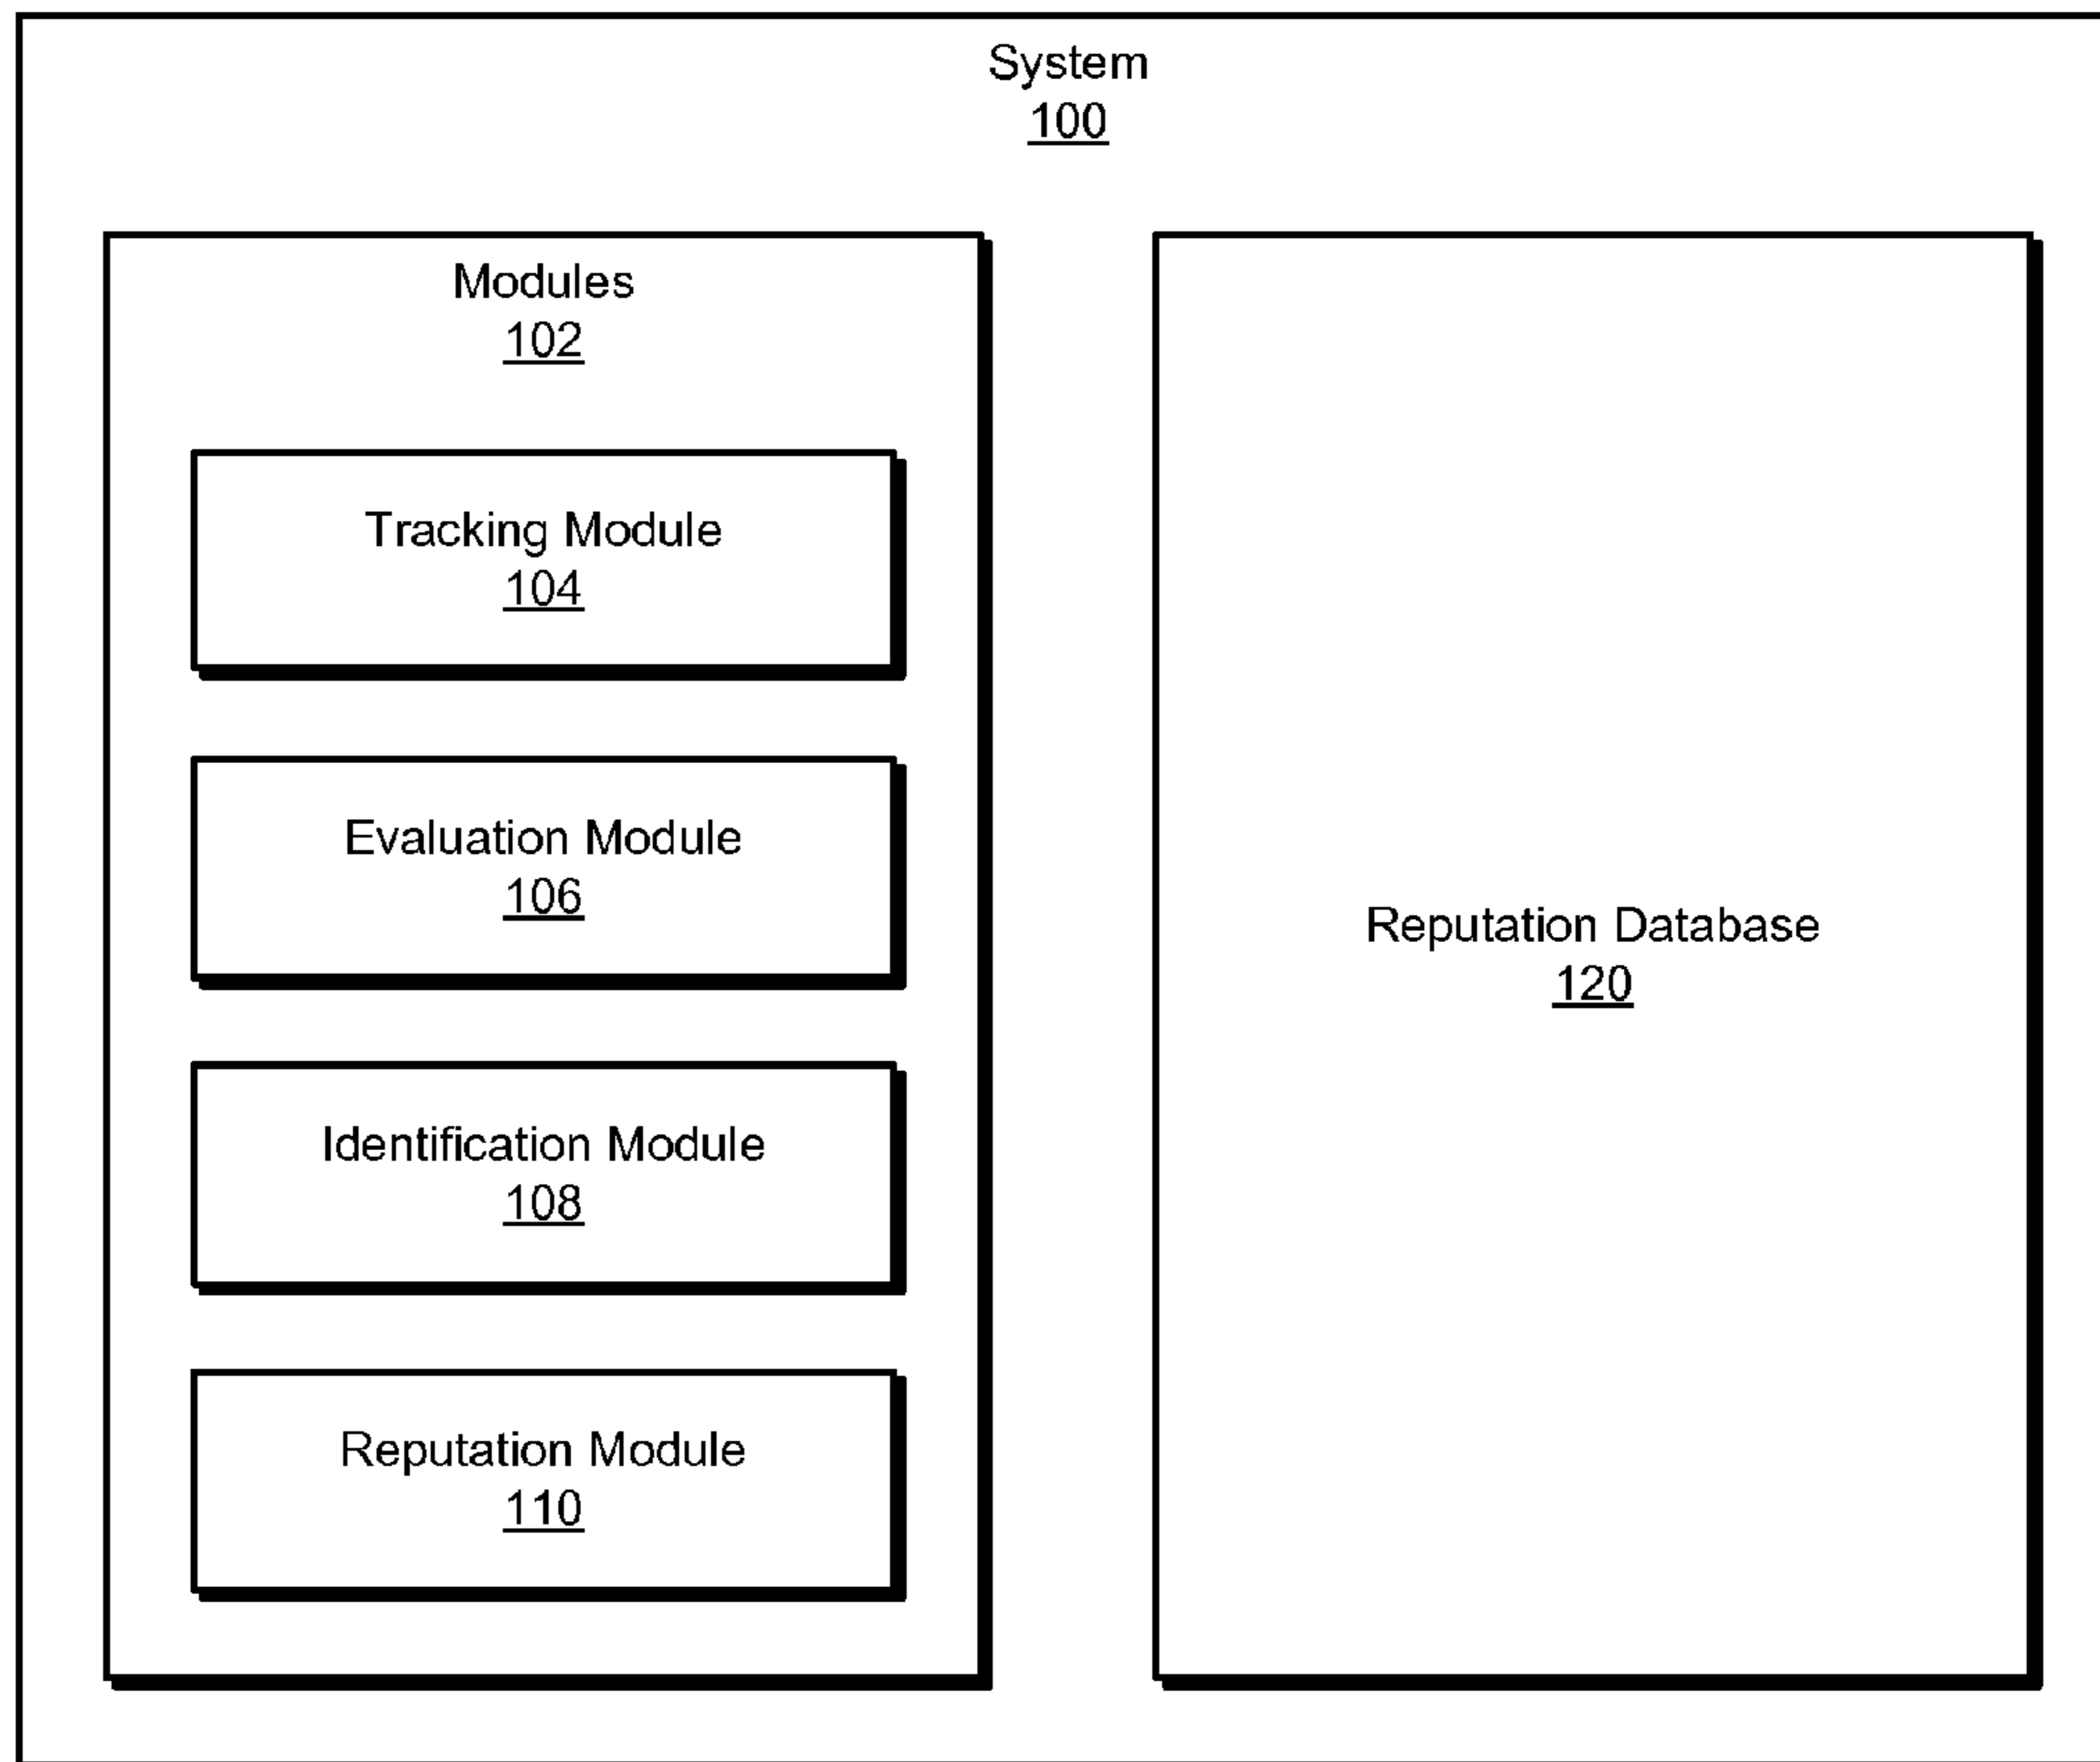 System
100
Modules
102
Tracking Module
104
Evaluation Module
106
Identification Module
108
Reputation Module
110
Reputation Database
120